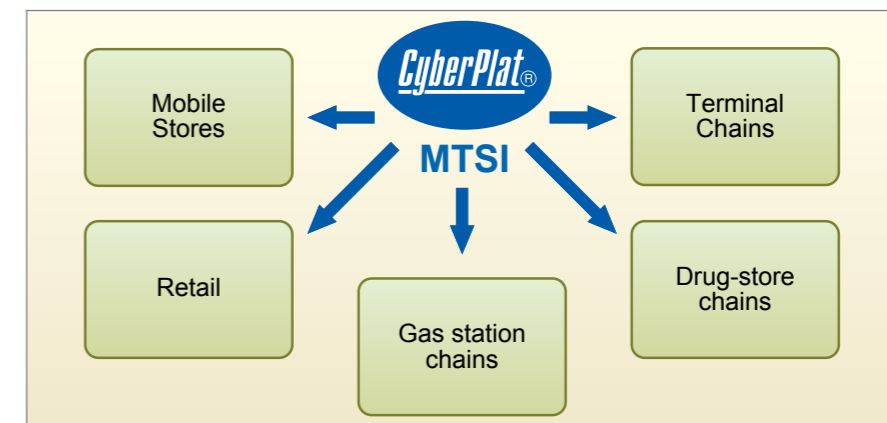 CyberPlat®
MTSI
Mobile
Stores
Terminal
Chains
Retail
Gas station
chains
Drug-store
chains